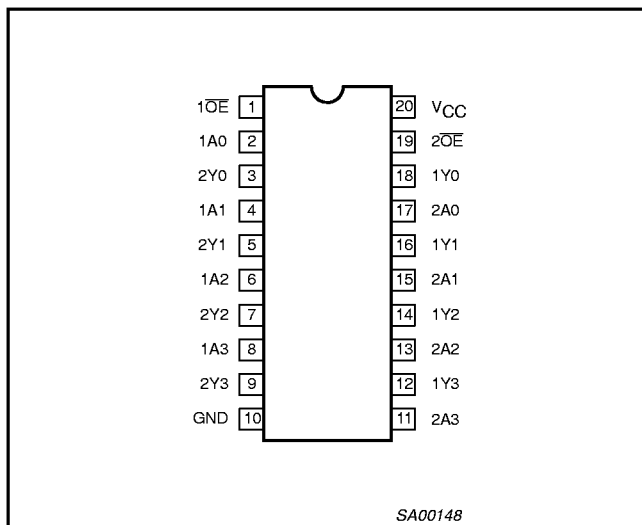 1O̅E̅ 1 20 VCC
1A0 2 19 2O̅E̅
2Y0 3 18 1Y0
1A1 4 17 2A0
2Y1 5 16 1Y1
1A2 6 15 2A1
2Y2 7 14 1Y2
1A3 8 13 2A2
2Y3 9 12 1Y3
GND 10 11 2A3
SA00148